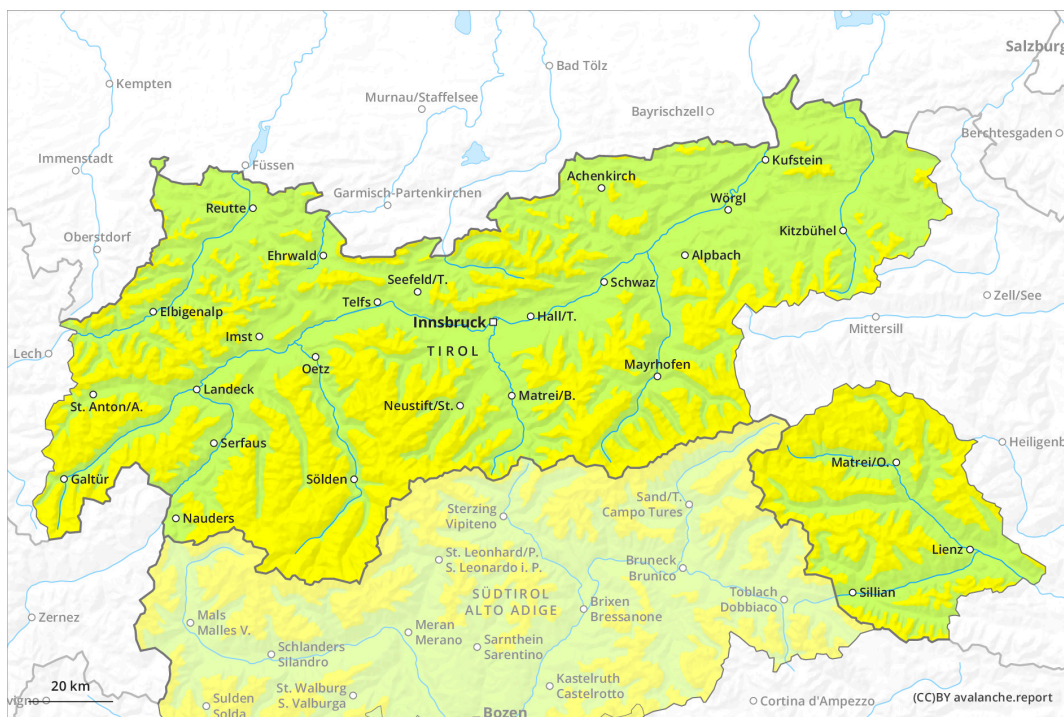 Salzburg
Kempten
Bad Tölz
Murnau/Staffelsee
Bayrischzell
Berchtesgaden
Immenstadt
Füssen
Kufstein
Achenkirch
Garmisch-Partenkirchen
Reutte
Wörgl
Oberstdorf
Kitzbühel
Ehrwald
Alpbach
Seefeld/T.
Schwaz
Zell/See
Telfs
Elbigenalp
Innsbruck
Hall/T.
Mittersill
Imst
Lech
TIROL
Oetz
Mayrhofen
Landeck
St. Anton/A.
Neustift/St.
Matrei/B.
Serfaus
Heiligenb
Matrei/O.
Galtür
Sölden
Sand/T.
Campo Tures
Sterzing
Vipiteno
Nauders
Lienz
St. Leonhard/P.
S. Leonardo i. P.
Bruneck
Brunico
Sillian
SÜDTIROL
ALTO ADIGE
Toblach
Dobbiaco
Brixen
Bressanone
Zernez
Mals
Malles V.
Meran
Merano
Sarnthein
Sarentino
Schlanders
Silandro
20 km
Kastelruth
Castelrotto
St. Walburg
S. Valburga
vigno
Sulden
Solda
Cortina d'Ampezzo
(CC)BY avalanche.report
Bozen